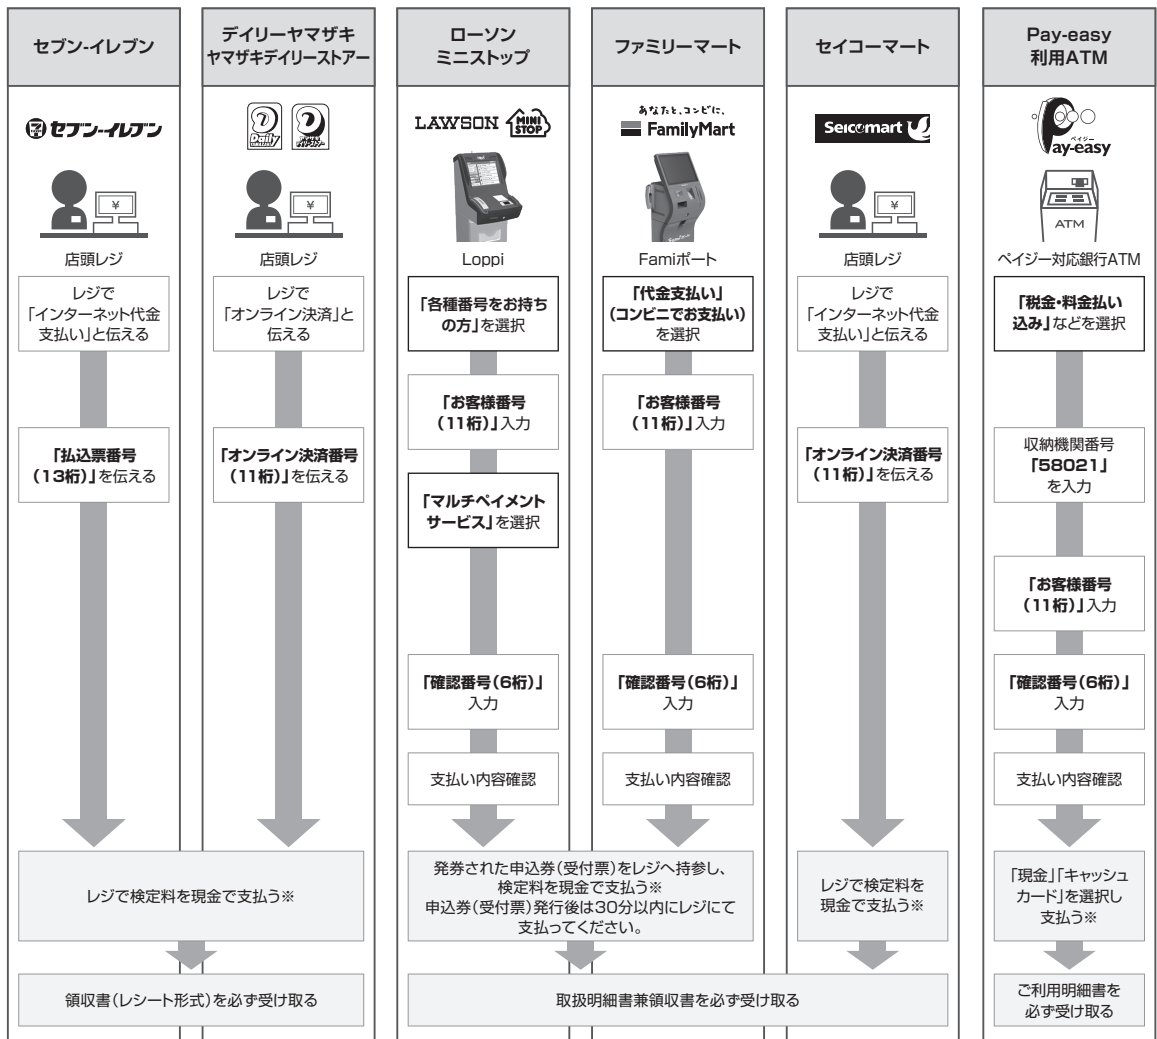 セブン-イレブン
セブン-イレブン
¥
店頭レジ
レジで
「インターネット代金
支払い」と伝える
「払込票番号
(13桁)」を伝える
デイリーヤマザキ
ヤマザキデイリーストアー
Daily
¥
店頭レジ
レジで
「オンライン決済」と
伝える
「オンライン決済番号
(11桁)」を伝える
レジで検定料を現金で支払う※
領収書(レシート形式)を必ず受け取る
ローソン
ミニストップ
LAWSON
MINI
STOP
Loppi
「各種番号をお持ち
の方」を選択
「お客様番号
(11桁)」入力
「マルチペイメント
サービス」を選択
「確認番号(6桁)」
入力
支払い内容確認
ファミリーマート
あなたと、コンビに、
FamilyMart
Famiポート
「代金支払い」
(コンビニでお支払い)
を選択
「お客様番号
(11桁)」入力
「確認番号(6桁)」
入力
支払い内容確認
発券された申込券(受付票)をレジへ持参し、
検定料を現金で支払う※
申込券(受付票)発行後は30分以内にレジにて
支払ってください。
セイコーマート
Seicomart
¥
店頭レジ
レジで
「インターネット代金
支払い」と伝える
「オンライン決済番号
(11桁)」を伝える
レジで検定料を
現金で支払う※
取扱明細書兼領収書を必ず受け取る
Pay-easy
利用ATM
ペイジー
Pay-easy
ATM
ペイジー対応銀行ATM
「税金・料金払い
込み」などを選択
収納機関番号
「58021」
を入力
「お客様番号
(11桁)」入力
「確認番号(6桁)」
入力
支払い内容確認
「現金」「キャッシュ
カード」を選択し
支払う※
ご利用明細書を
必ず受け取る